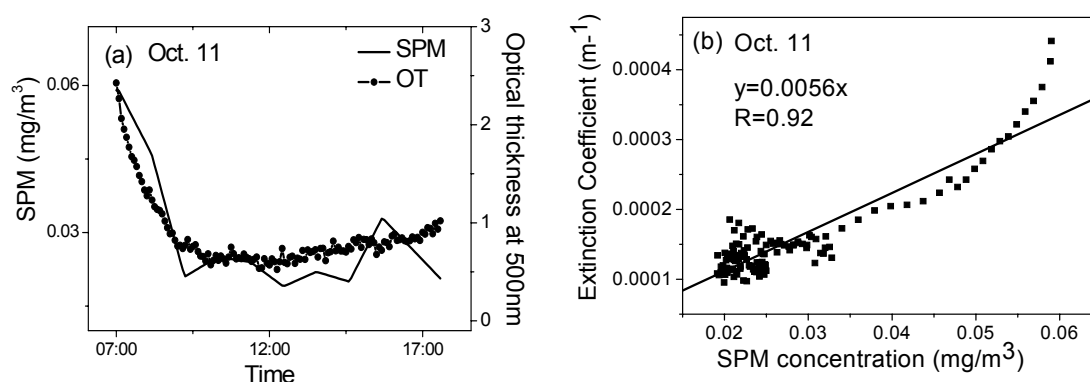 (a) Oct. 11
SPM
OT
SPM (mg/m³)
0.06
0.03
3
2
1
0
Optical thickness at 500nm
07:00 12:00 17:00
Time
(b) Oct. 11
y=0.0056x
R=0.92
Extinction Coefficient (m-¹)
0.0004
0.0003
0.0002
0.0001
0.02 0.03 0.04 0.05 0.06
SPM concentration (mg/m³)